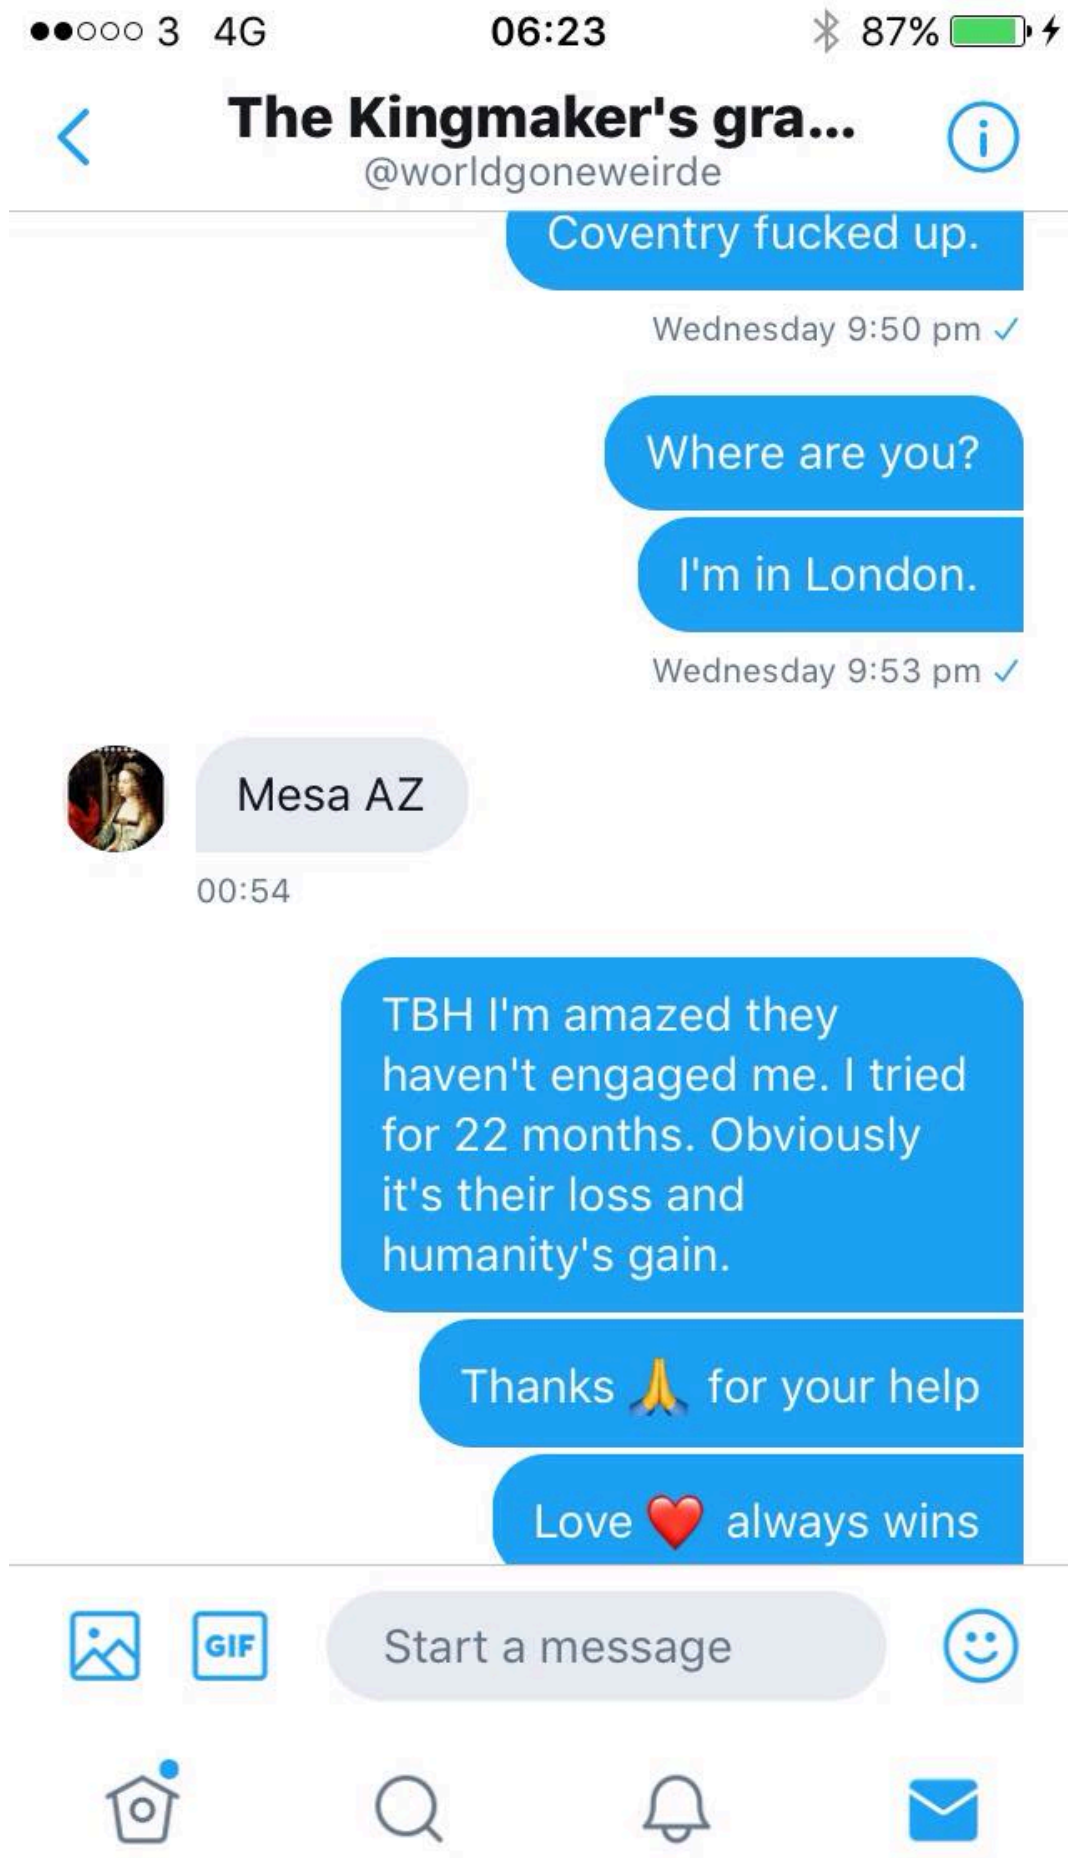 3 4G 06:23 87%
The Kingmaker's gra...
@worldgoneweirde
Coventry fucked up.
Wednesday 9:50 pm ✓
Where are you?
I'm in London.
Wednesday 9:53 pm ✓
Mesa AZ
00:54
TBH I'm amazed they
haven't engaged me. I tried
for 22 months. Obviously
it's their loss and
humanity's gain.
Thanks 🙏 for your help
Love ❤️ always wins
GIF Start a message